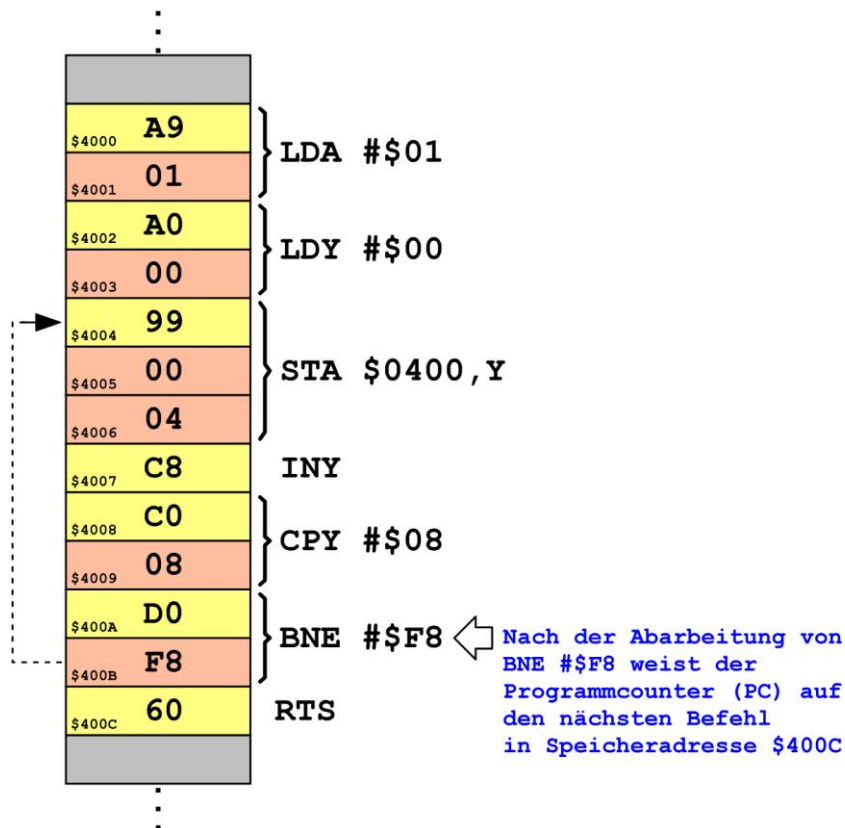 $4000 A9
LDA #$01
$4001 01
$4002 A0
LDY #$00
$4003 00
$4004 99
$4005 00
STA $0400,Y
$4006 04
$4007 C8
INY
$4008 C0
CPY #$08
$4009 08
$400A D0
BNE #$F8
$400B F8
$400C 60
RTS
Nach der Abarbeitung von
BNE #$F8 weist der
Programmcounter (PC) auf
den nächsten Befehl
in Speicheradresse $400C